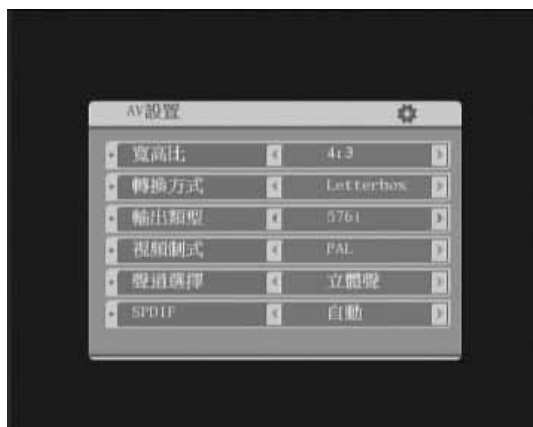 AV設置
寬高比 4:3
轉換方式 Letterbox
輸出類型 576i
視頻制式 PAL
聲道選擇 立體聲
SPDIF 自動